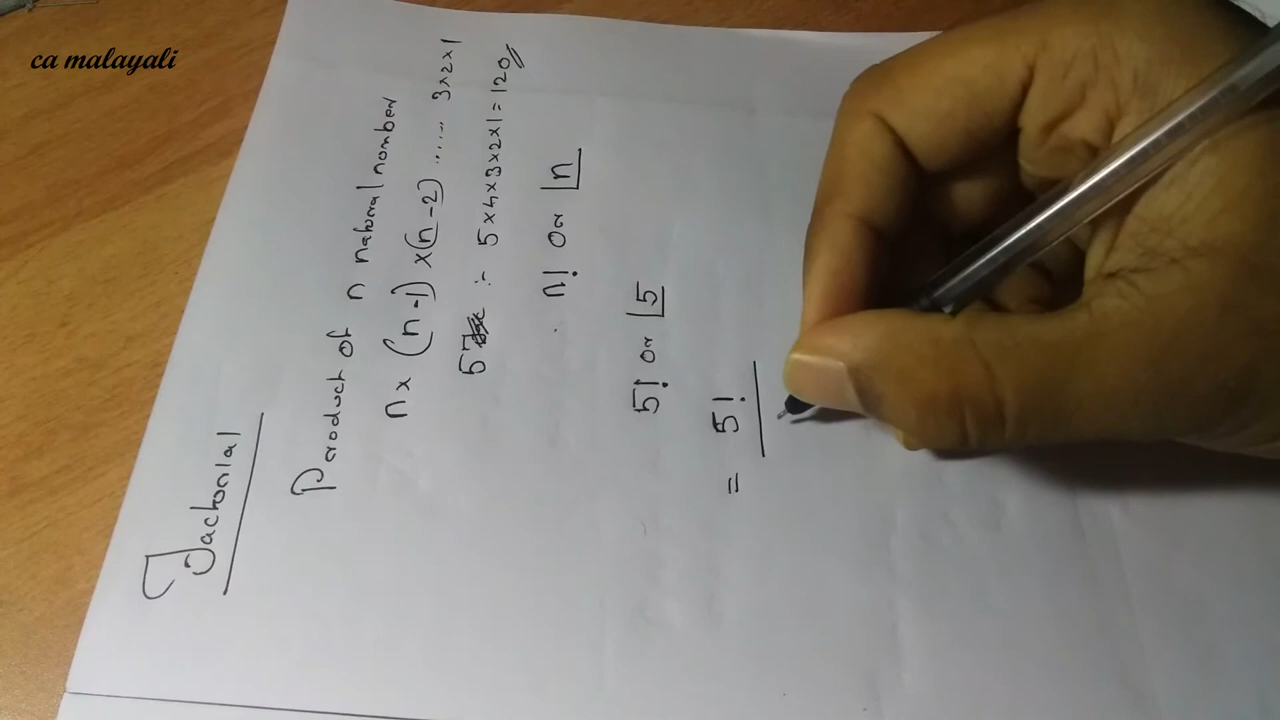 ca malayali
Factorial
Product of n natural number
n x (n-1) x (n-2) ..... 3x2x1
5 :- 5x4x3x2x1 = 120
n! or |n
5! or |5
= 5!